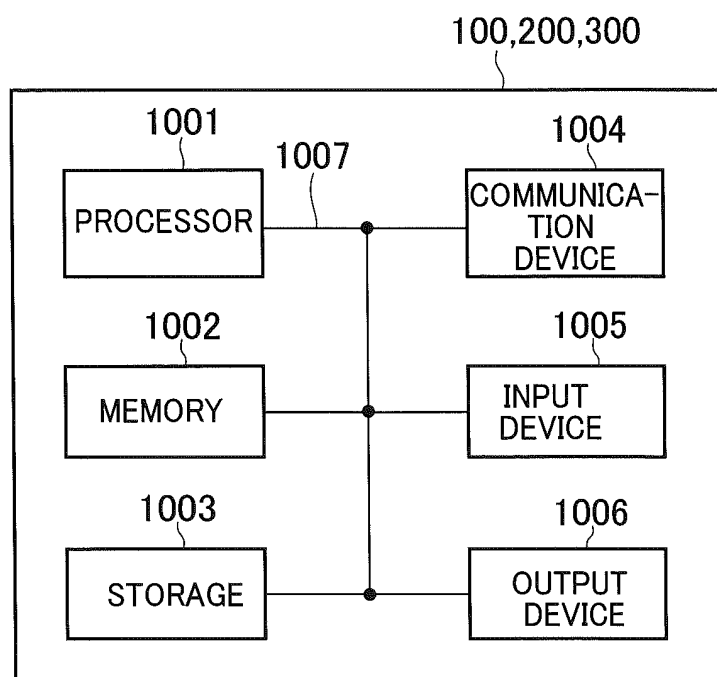 100,200,300
1001
1007
1004
PROCESSOR
COMMUNICA-
TION
DEVICE
1002
1005
MEMORY
INPUT
DEVICE
1003
1006
STORAGE
OUTPUT
DEVICE